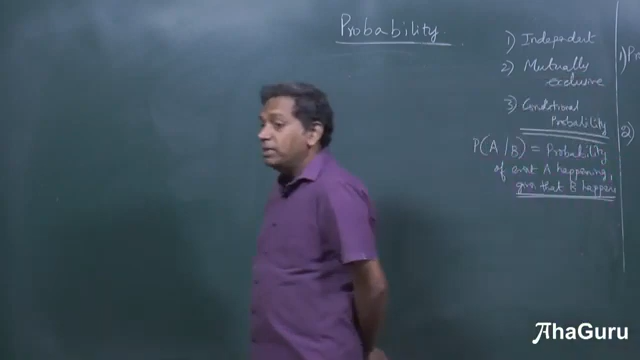 Probability
1) Independent
2) Mutually
exclusive
3) Conditional
Probability
P(A/B) = Probability
of event A happening,
given that B happens
1)
2)
AhaGuru